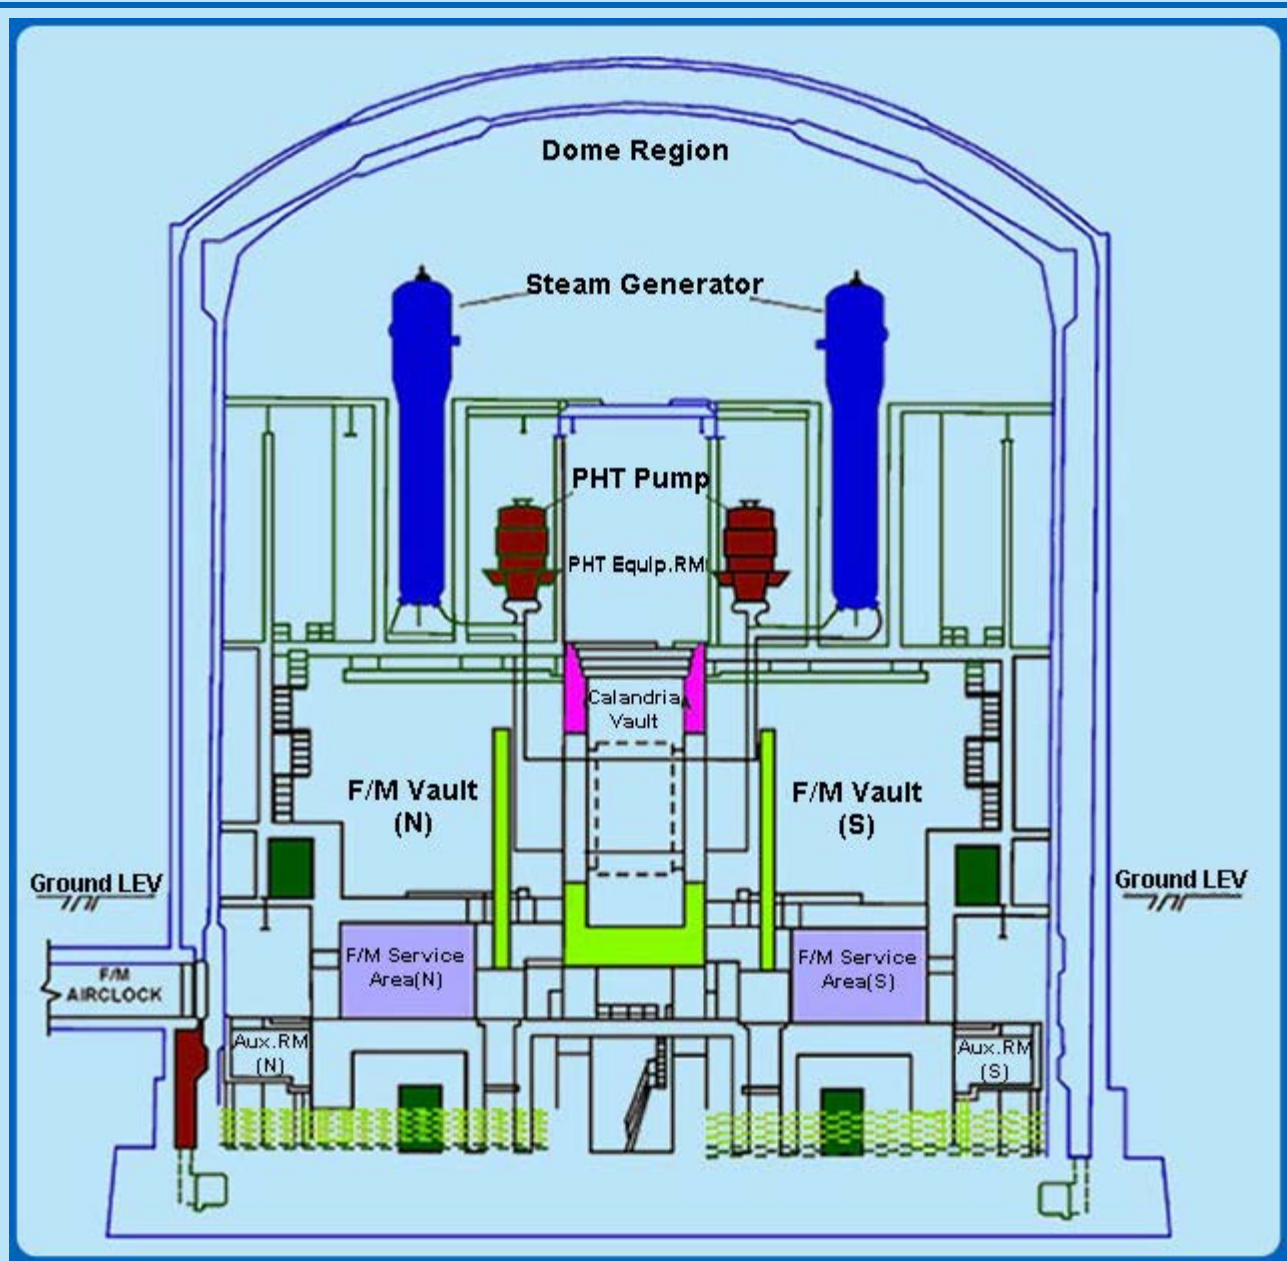 Dome Region
Steam Generator
PHT Pump
PHT Equip.RM
Calandria
Vault
F/M Vault
(N)
F/M Vault
(S)
Ground LEV
Ground LEV
F/M Service
Area(N)
F/M Service
Area(S)
F/M
AIRCLOCK
Aux.RM
(N)
Aux.RM
(S)